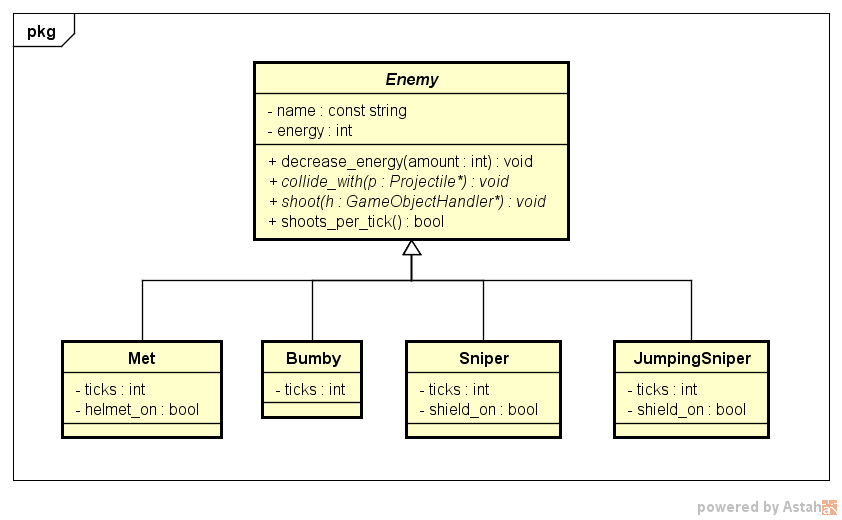 pkg
Enemy
- name : const string
- energy : int
+ decrease_energy(amount : int) : void
+ collide_with(p : Projectile*) : void
+ shoot(h : GameObjectHandler*) : void
+ shoots_per_tick() : bool
Met
- ticks : int
- helmet_on : bool
Bumby
- ticks : int
Sniper
- ticks : int
- shield_on : bool
JumpingSniper
- ticks : int
- shield_on : bool
powered by Astah